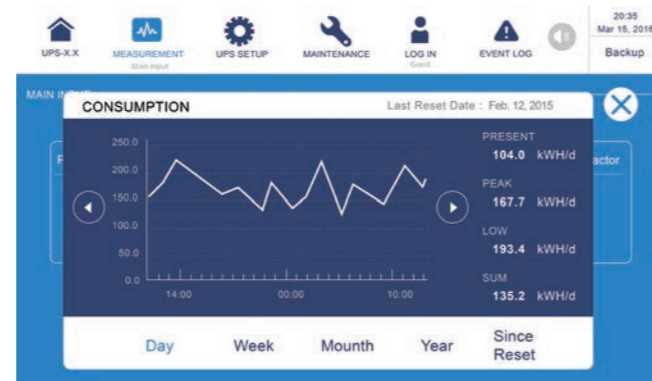 20:35
Mar 15, 2016
Backup
UPS-X.X
MEASUREMENT
Main Input
UPS SETUP
MAINTENANCE
LOG IN
Guest
EVENT LOG
MAIN IN
CONSUMPTION
Last Reset Date : Feb. 12, 2015
actor
250.0
200.0
150.0
100.0
50.0
0.0
14:00 00:00 10:00
PRESENT
104.0 kWH/d
PEAK
167.7 kWH/d
LOW
193.4 kWH/d
SUM
135.2 kWH/d
Day Week Mounth Year Since Reset